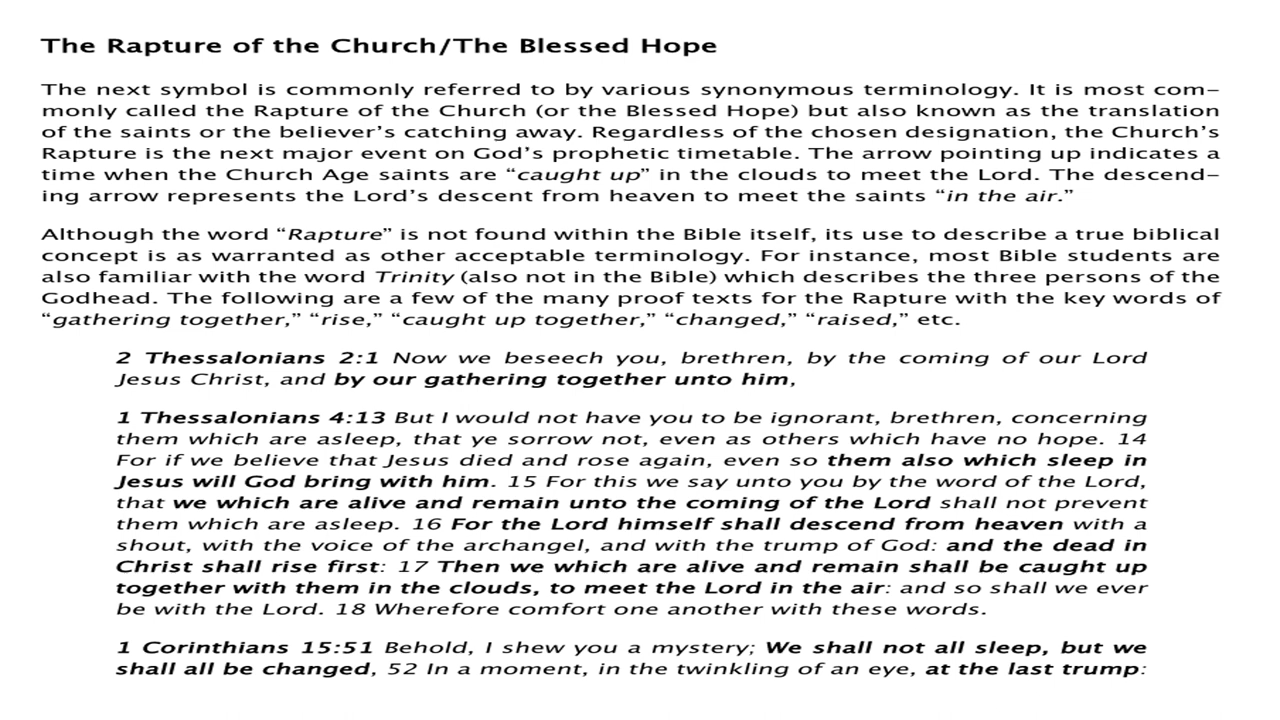 The Rapture of the Church/The Blessed Hope
The next symbol is commonly referred to by various synonymous terminology. It is most com-
monly called the Rapture of the Church (or the Blessed Hope) but also known as the translation
of the saints or the believer’s catching away. Regardless of the chosen designation, the Church’s
Rapture is the next major event on God’s prophetic timetable. The arrow pointing up indicates a
time when the Church Age saints are “caught up” in the clouds to meet the Lord. The descend-
ing arrow represents the Lord’s descent from heaven to meet the saints “in the air.”
Although the word “Rapture” is not found within the Bible itself, its use to describe a true biblical
concept is as warranted as other acceptable terminology. For instance, most Bible students are
also familiar with the word Trinity (also not in the Bible) which describes the three persons of the
Godhead. The following are a few of the many proof texts for the Rapture with the key words of
“gathering together,” “rise,” “caught up together,” “changed,” “raised,” etc.
2 Thessalonians 2:1 Now we beseech you, brethren, by the coming of our Lord
Jesus Christ, and by our gathering together unto him,
1 Thessalonians 4:13 But I would not have you to be ignorant, brethren, concerning
them which are asleep, that ye sorrow not, even as others which have no hope. 14
For if we believe that Jesus died and rose again, even so them also which sleep in
Jesus will God bring with him. 15 For this we say unto you by the word of the Lord,
that we which are alive and remain unto the coming of the Lord shall not prevent
them which are asleep. 16 For the Lord himself shall descend from heaven with a
shout, with the voice of the archangel, and with the trump of God: and the dead in
Christ shall rise first: 17 Then we which are alive and remain shall be caught up
together with them in the clouds, to meet the Lord in the air: and so shall we ever
be with the Lord. 18 Wherefore comfort one another with these words.
1 Corinthians 15:51 Behold, I shew you a mystery; We shall not all sleep, but we
shall all be changed, 52 In a moment, in the twinkling of an eye, at the last trump: